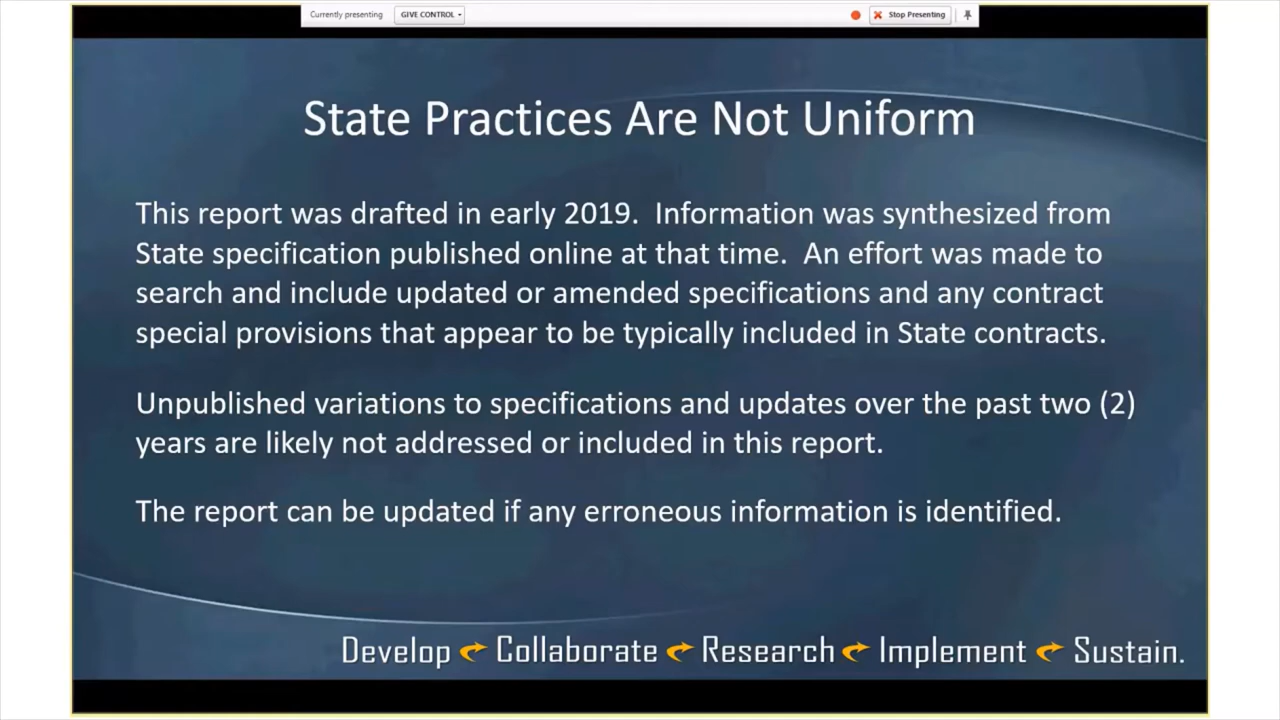 Currently presenting GIVE CONTROL Stop Presenting
State Practices Are Not Uniform
This report was drafted in early 2019. Information was synthesized from
State specification published online at that time. An effort was made to
search and include updated or amended specifications and any contract
special provisions that appear to be typically included in State contracts.
Unpublished variations to specifications and updates over the past two (2)
years are likely not addressed or included in this report.
The report can be updated if any erroneous information is identified.
Develop Collaborate Research Implement Sustain.